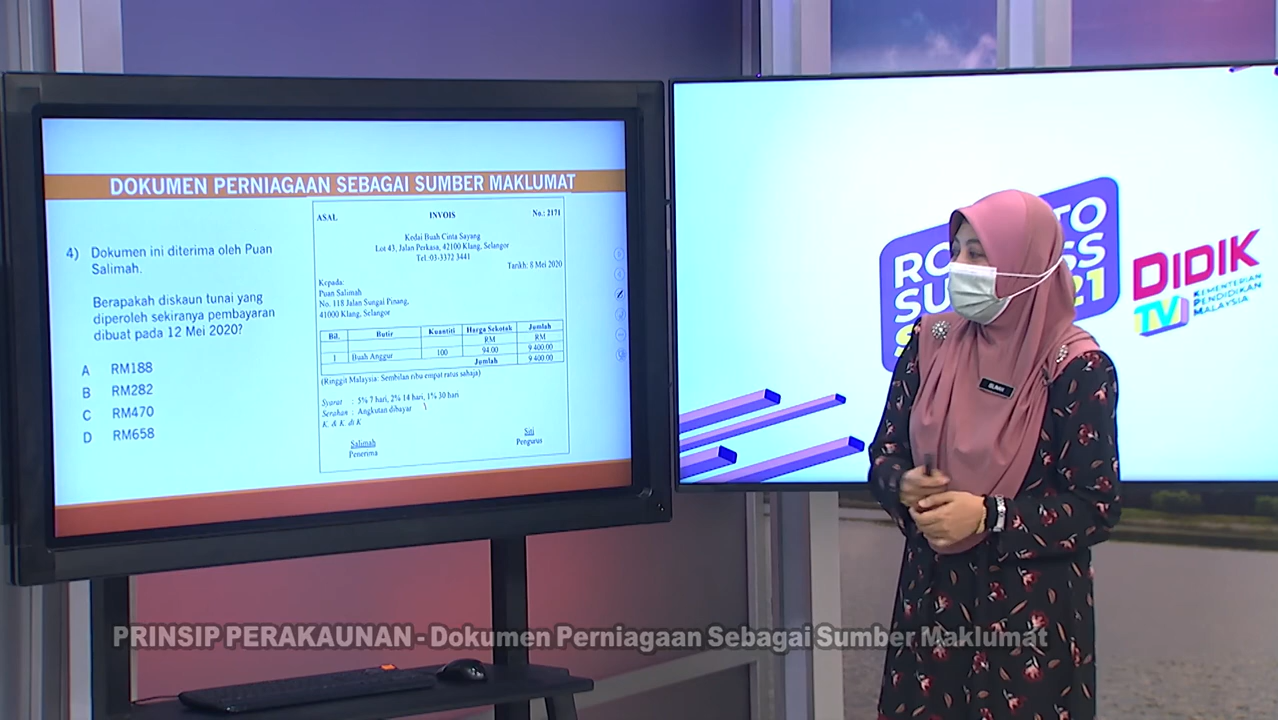 DOKUMEN PERNIAGAAN SEBAGAI SUMBER MAKLUMAT
4) Dokumen ini diterima oleh Puan
Salimah.
Berapakah diskaun tunai yang
diperoleh sekiranya pembayaran
dibuat pada 12 Mei 2020?
A RM188
B RM282
C RM470
D RM658
ASAL INVOIS No.: 2171
Kedai Buah Cinta Sayang
Lot 43, Jalan Perkasa, 42100 Klang, Selangor
Tel.:03-3372 3441
Tarikh: 8 Mei 2020
Kepada:
Puan Salimah
No. 118 Jalan Sungai Pinang,
41000 Klang, Selangor
Bil. Butir Kuantiti Harga Sekotak Jumlah
RM RM
1 Buah Anggur 100 94.00 9 400.00
Jumlah 9 400.00
(Ringgit Malaysia: Sembilan ribu empat ratus sahaja)
Syarat : 5% 7 hari, 2% 14 hari, 1% 30 hari
Serahan : Angkutan dibayar
K & K di K
Salimah Siti
Penerima Pengurus
TO
SS
21
DIDIK
TV
KEMENTERIAN
PENDIDIKAN
MALAYSIA
PRINSIP PERAKAUNAN - Dokumen Perniagaan Sebagai Sumber Maklumat